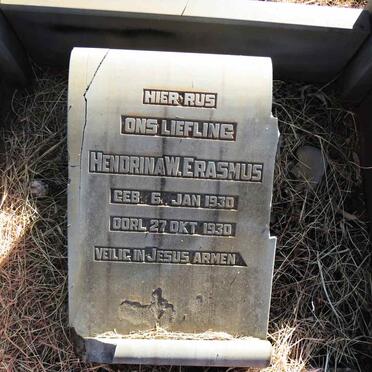 HIER RUS
ONS LIEFLING
HENDRINA W. ERASMUS
GEB. 6. JAN 1930
OORL. 27 OKT 1930
VEILIG IN JESUS ARMEN